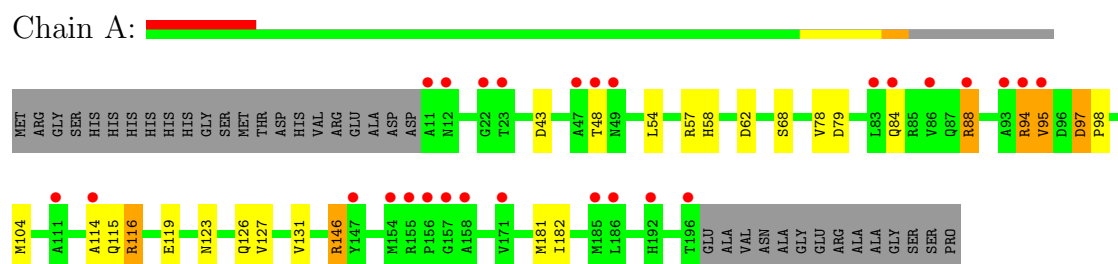 Chain A:
MET ARG GLY SER HIS HIS HIS HIS HIS HIS GLY SER MET THR ASP HIS VAL ARG GLU ALA ASP ASP A11 N12 G22 T23 D43 A47 T48 N49 L54 R57 H58 D62 S68 V78 D79 L83 Q84 R85 V86 Q87 R88 A93 R94 V95 D96 D97 P98
M104 A111 A114 Q115 R116 E119 N123 Q126 V127 V131 R146 Y147 M154 R155 P156 G157 A158 V171 M181 I182 M185 L186 H192 T196 GLU ALA VAL ASN ALA GLY GLU ARG ALA ALA GLY SER SER PRO